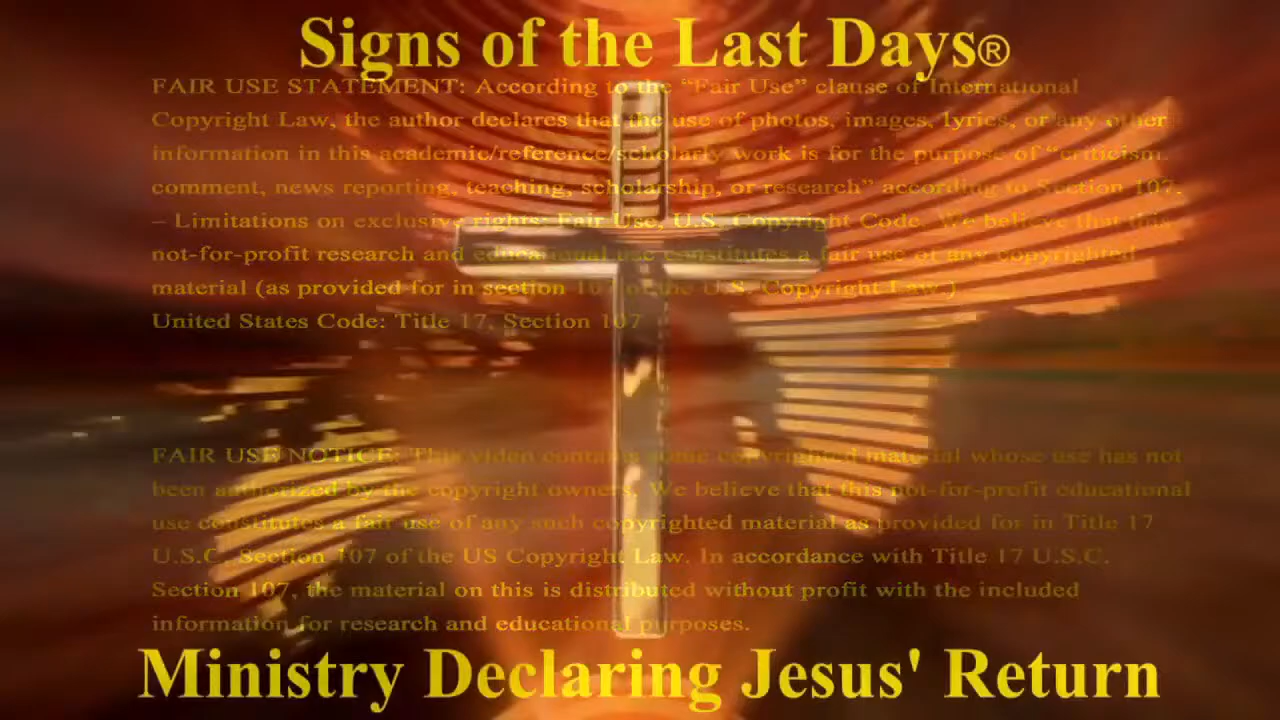 Signs of the Last Days®
FAIR USE STATEMENT: According to the “Fair Use” clause of International
Copyright Law, the author declares that the use of photos, images, lyrics, or any other
information in this academic/reference/scholarly work is for the purpose of “criticism.
comment, news reporting, teaching, scholarship, or research” according to Section 107.
– Limitations on exclusive rights: Fair Use, U.S. Copyright Code. We believe that this
not-for-profit research and educational use constitutes a fair use of any copyrighted
material (as provided for in section 107 of the U.S. Copyright Law.)
United States Code: Title 17, Section 107
FAIR USE NOTICE: This video contains some copyrighted material whose use has not
been authorized by the copyright owners. We believe that this not-for-profit educational
use constitutes a fair use of any such copyrighted material as provided for in Title 17
U.S.C. Section 107 of the US Copyright Law. In accordance with Title 17 U.S.C.
Section 107, the material on this is distributed without profit with the included
information for research and educational purposes.
Ministry Declaring Jesus' Return